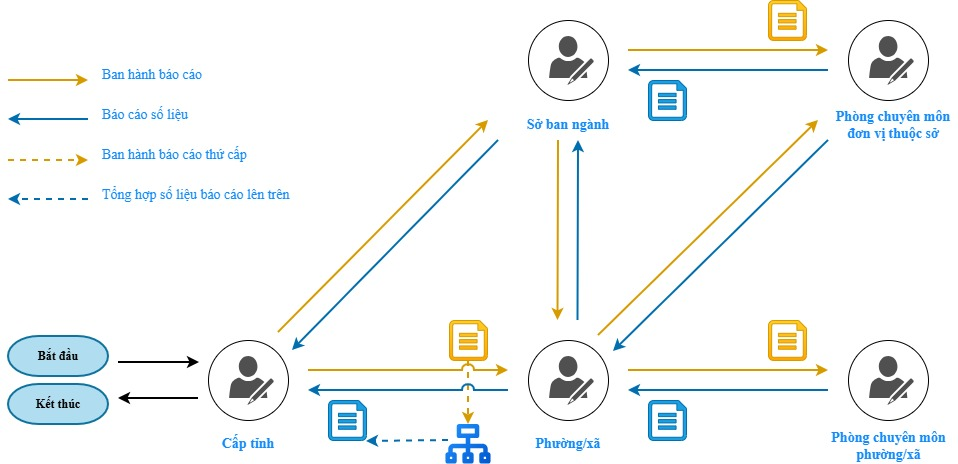 Ban hành báo cáo
Báo cáo số liệu
Ban hành báo cáo thứ cấp
Tổng hợp số liệu báo cáo lên trên
Sở ban ngành
Phòng chuyên môn
đơn vị thuộc sở
Bắt đầu
Kết thúc
Cấp tỉnh
Phường/xã
Phòng chuyên môn
phường/xã